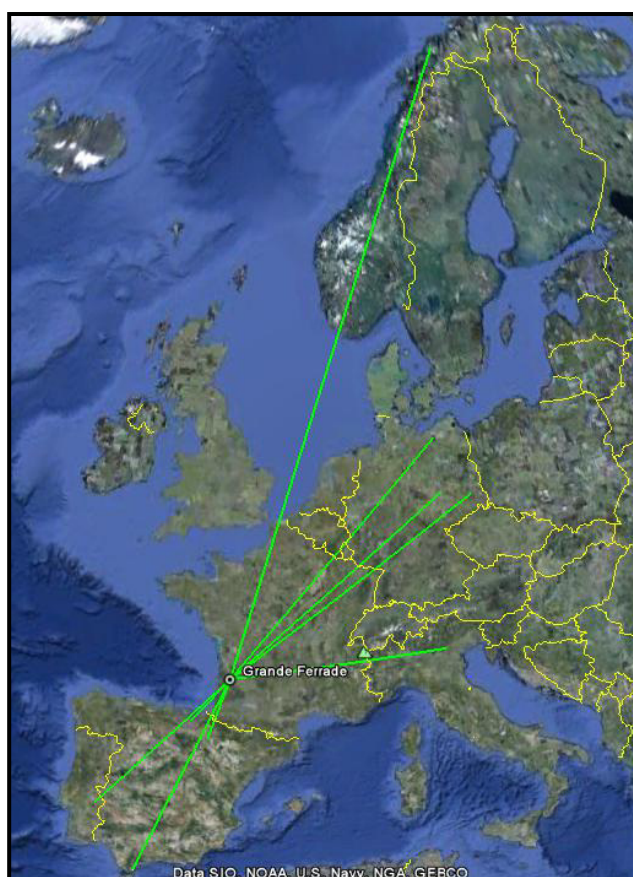 Grande Ferrade
Data SIO, NOAA, U.S. Navy, NGA, GEBCO